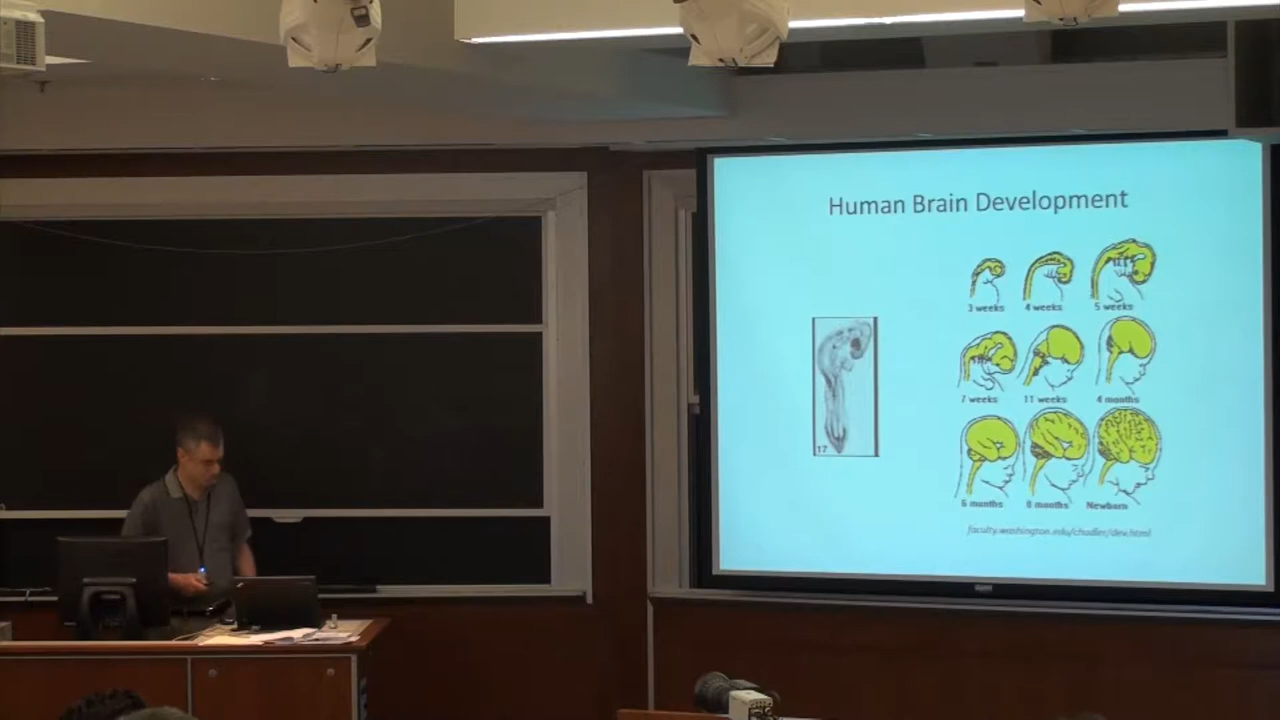 Human Brain Development
3 weeks 4 weeks 5 weeks
7 weeks 11 weeks 4 months
17
6 months 8 months Newborn
faculty.washington.edu/chudler/dev.html